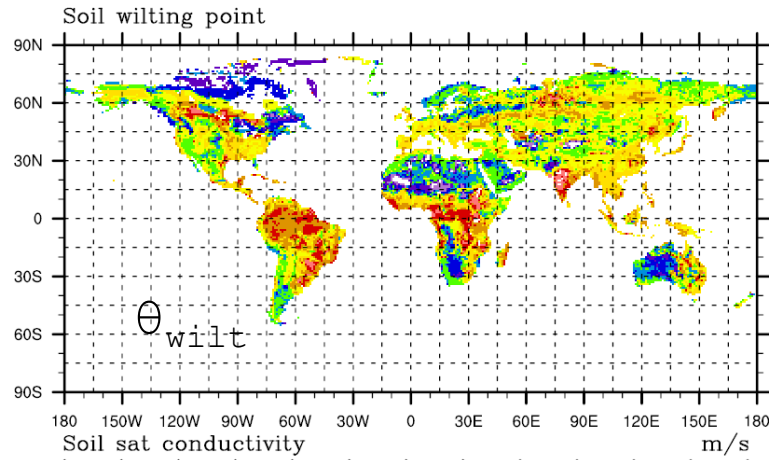 Soil wilting point
90N
60N
30N
0
30S
60S
90S
θwilt
180 150W 120W 90W 60W 30W 0 30E 60E 90E 120E 150E 180
Soil sat conductivity m/s